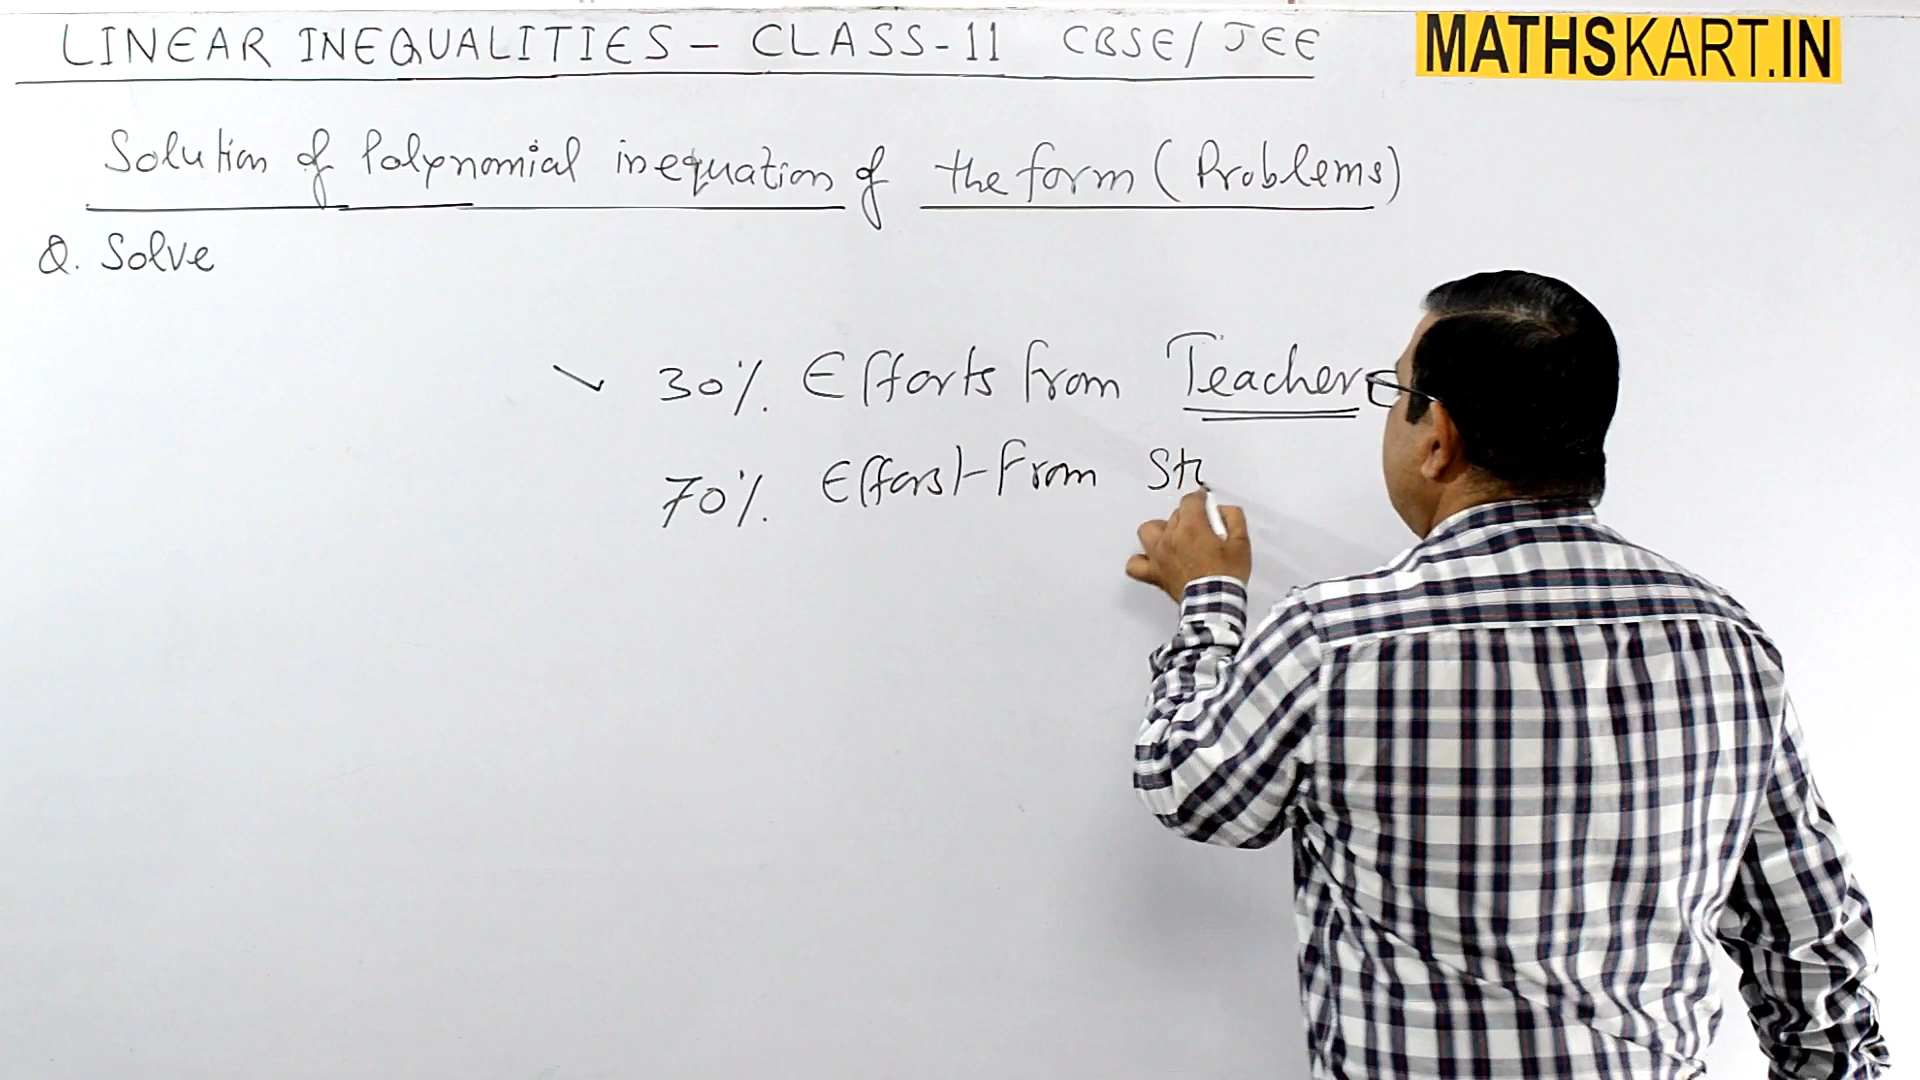 LINEAR INEQUALITIES - CLASS-11 CBSE/ JEE
MATHSKART.IN
Solution of Polynomial inequation of the form (Problems)
Q. Solve
30% Efforts from Teacher
70% Effort from St